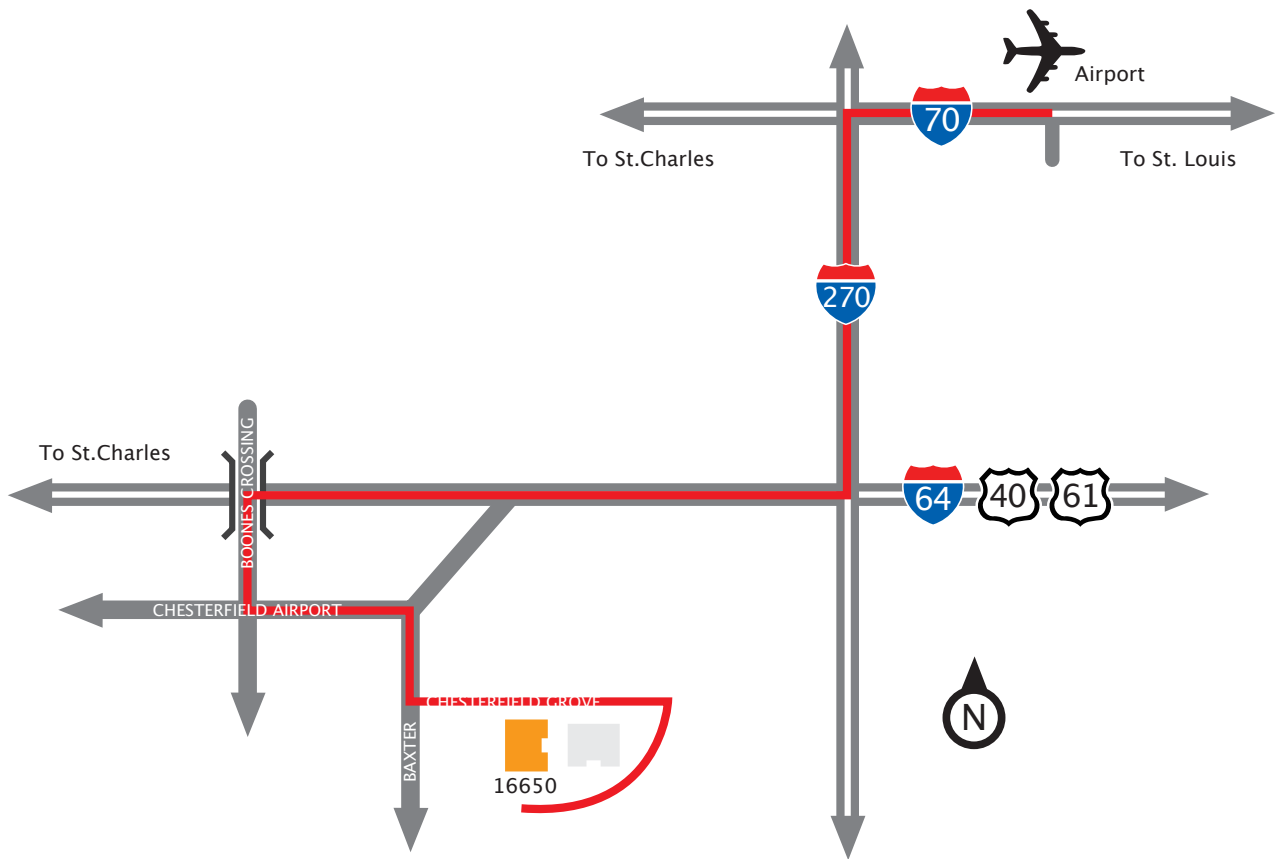 Airport
70
To St.Charles
To St. Louis
270
To St.Charles
BOONES CROSSING
64
40
61
CHESTERFIELD AIRPORT
CHESTERFIELD GROVE
N
BAXTER
16650